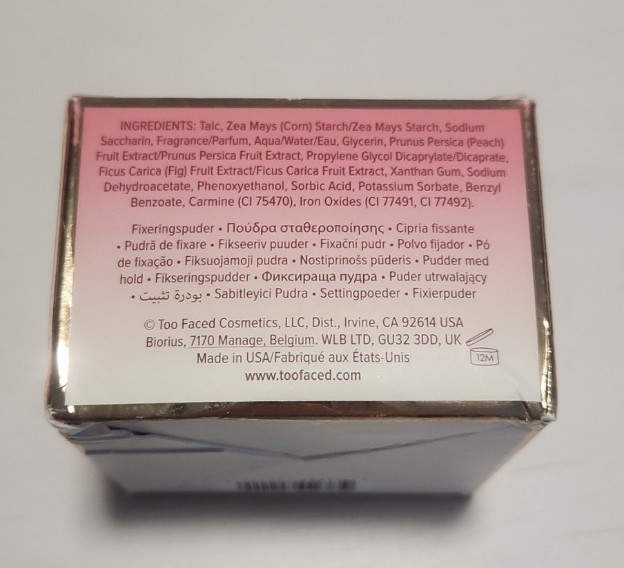 INGREDIENTS: Talc, Zea Mays (Corn) Starch/Zea Mays Starch, Sodium
Saccharin, Fragrance/Parfum, Aqua/Water/Eau, Glycerin, Prunus Persica (Peach)
Fruit Extract/Prunus Persica Fruit Extract, Propylene Glycol Dicaprylate/Dicaprate,
Ficus Carica (Fig) Fruit Extract/Ficus Carica Fruit Extract, Xanthan Gum, Sodium
Dehydroacetate, Phenoxyethanol, Sorbic Acid, Potassium Sorbate, Benzyl
Benzoate, Carmine (CI 75470), Iron Oxides (CI 77491, CI 77492).
Fixeringspuder • Πούδρα σταθεροποίησης • Cipria fissante
• Pudră de fixare • Fikseeriv puuder • Fixační pudr • Polvo fijador • Pó
de fixação • Fiksuojamoji pudra • Nostiprinošs pūderis • Pudder med
hold • Fikseringspudder • Фиксираща пудра • Puder utrwalający
• بودرة تثبيت • Sabitleyici Pudra • Settingpoeder • Fixierpuder
© Too Faced Cosmetics, LLC, Dist., Irvine, CA 92614 USA
Biorius, 7170 Manage, Belgium. WLB LTD, GU32 3DD, UK
Made in USA/Fabriqué aux États-Unis
12M
www.toofaced.com